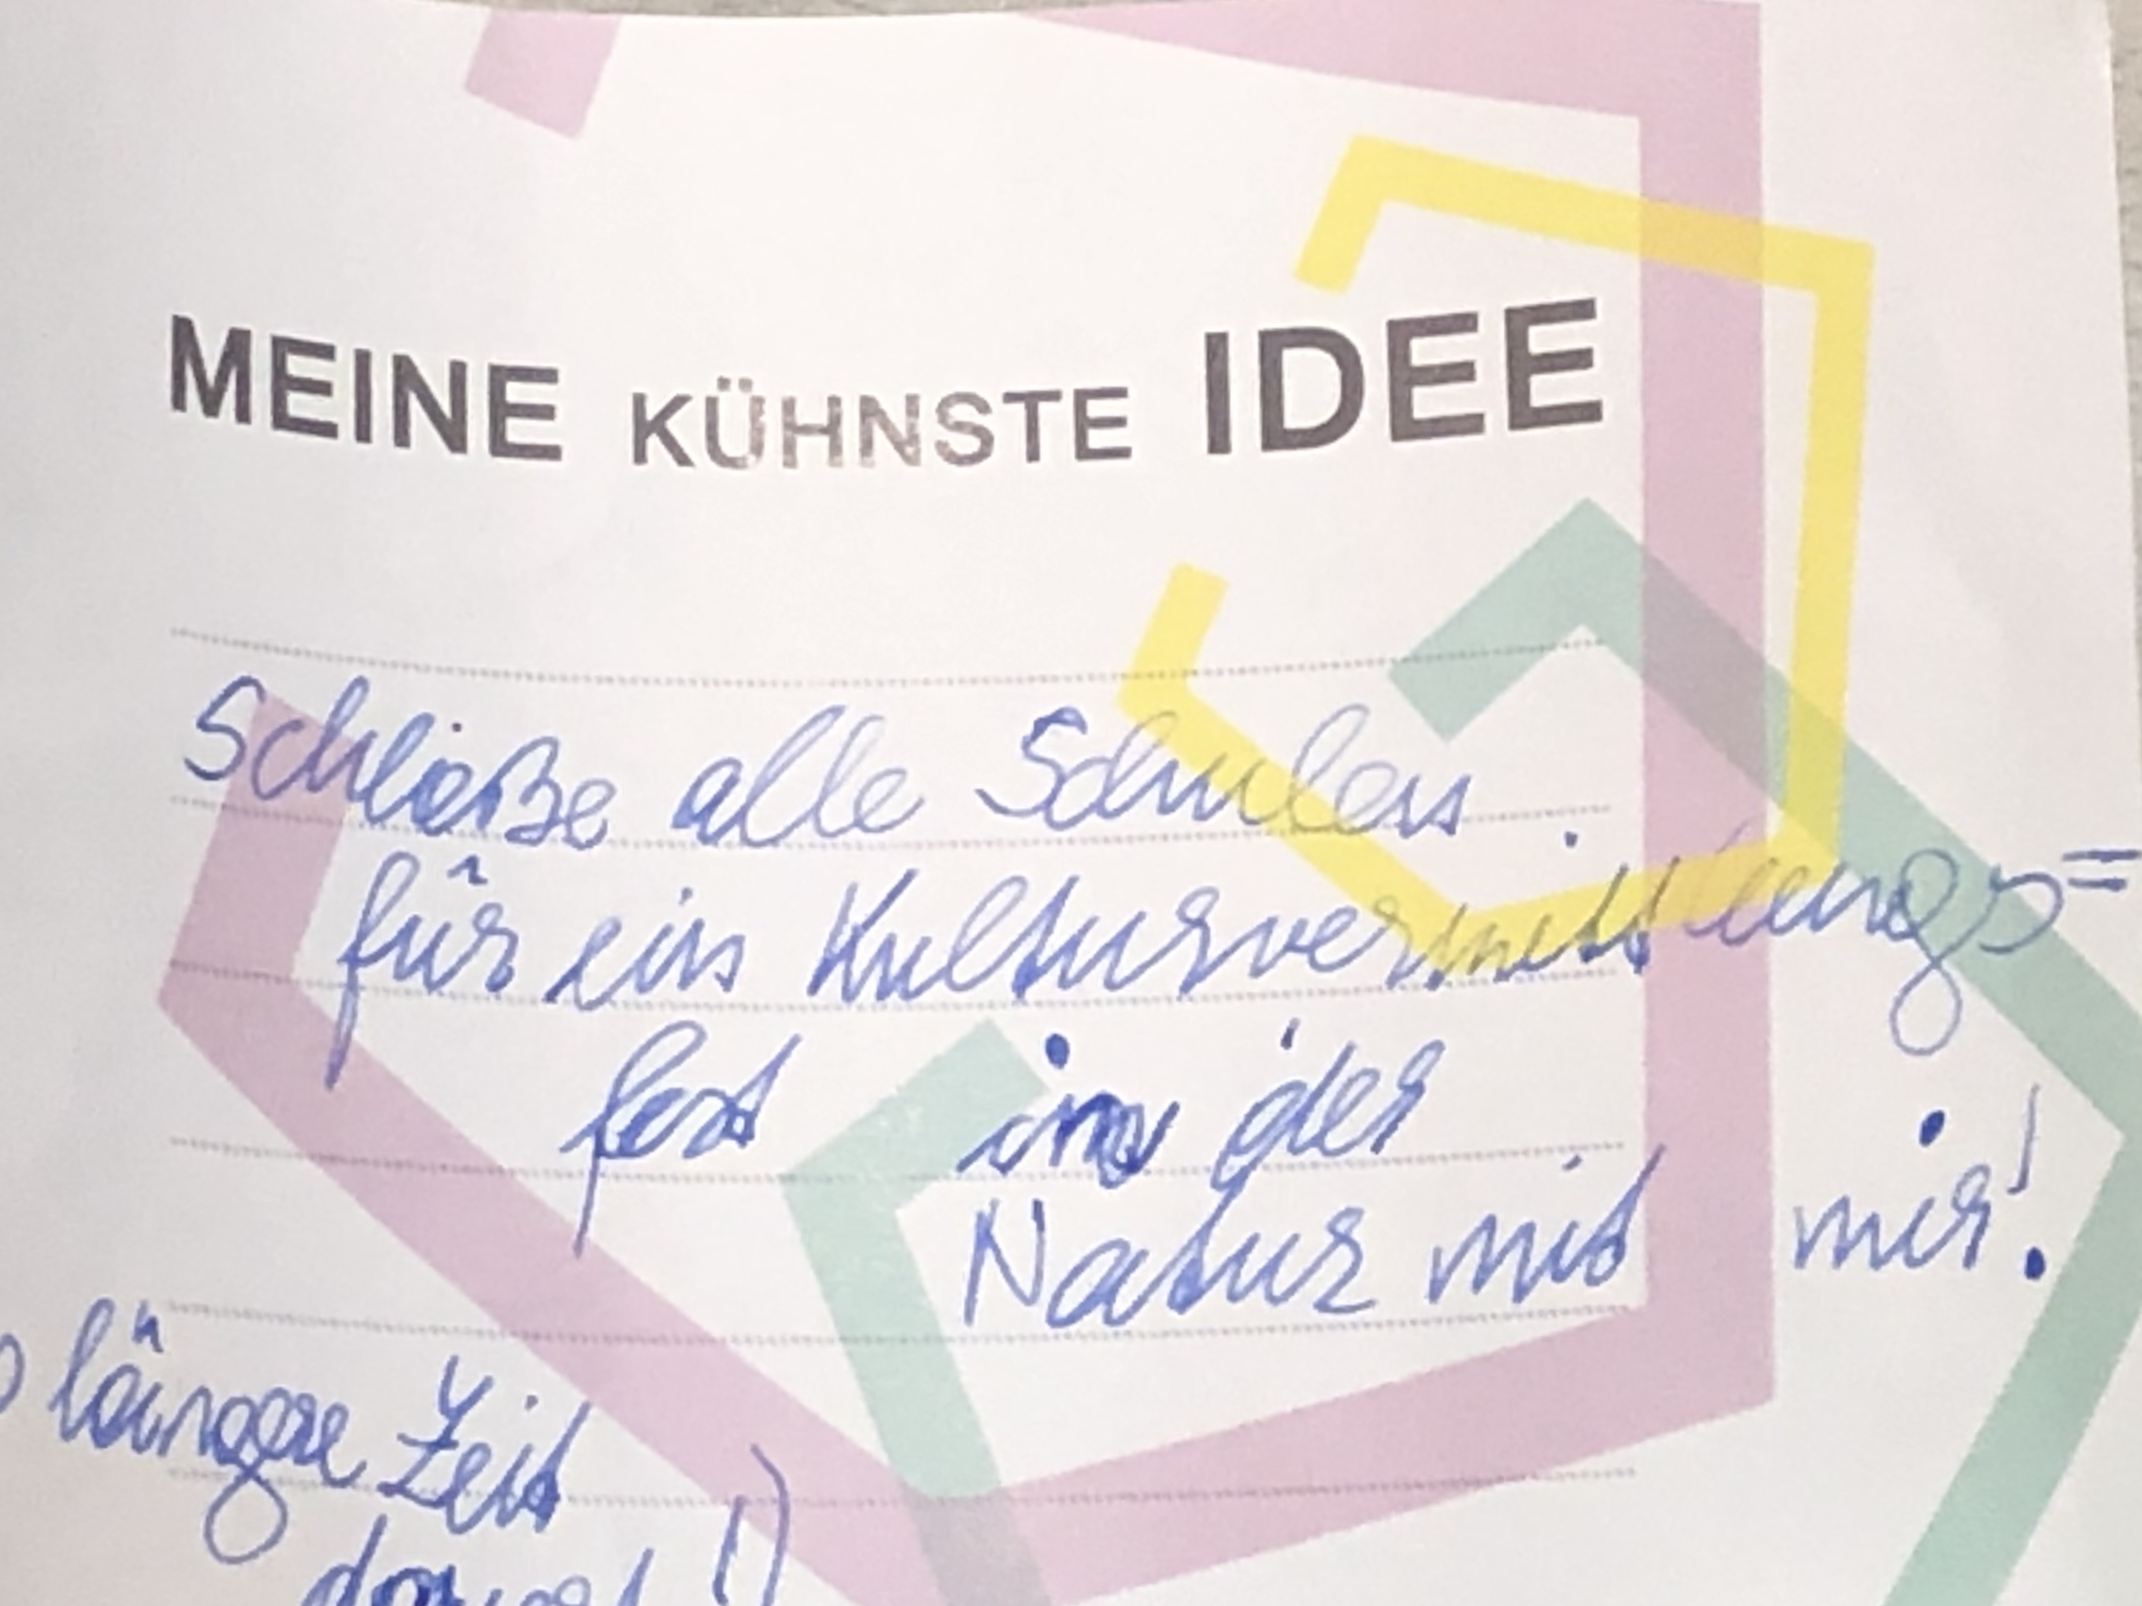 MEINE KÜHNSTE IDEE
Schließe alle Schulen
für ein Kulturvermittlungs=
fest in der
Natur mit mir!
längere Zeit